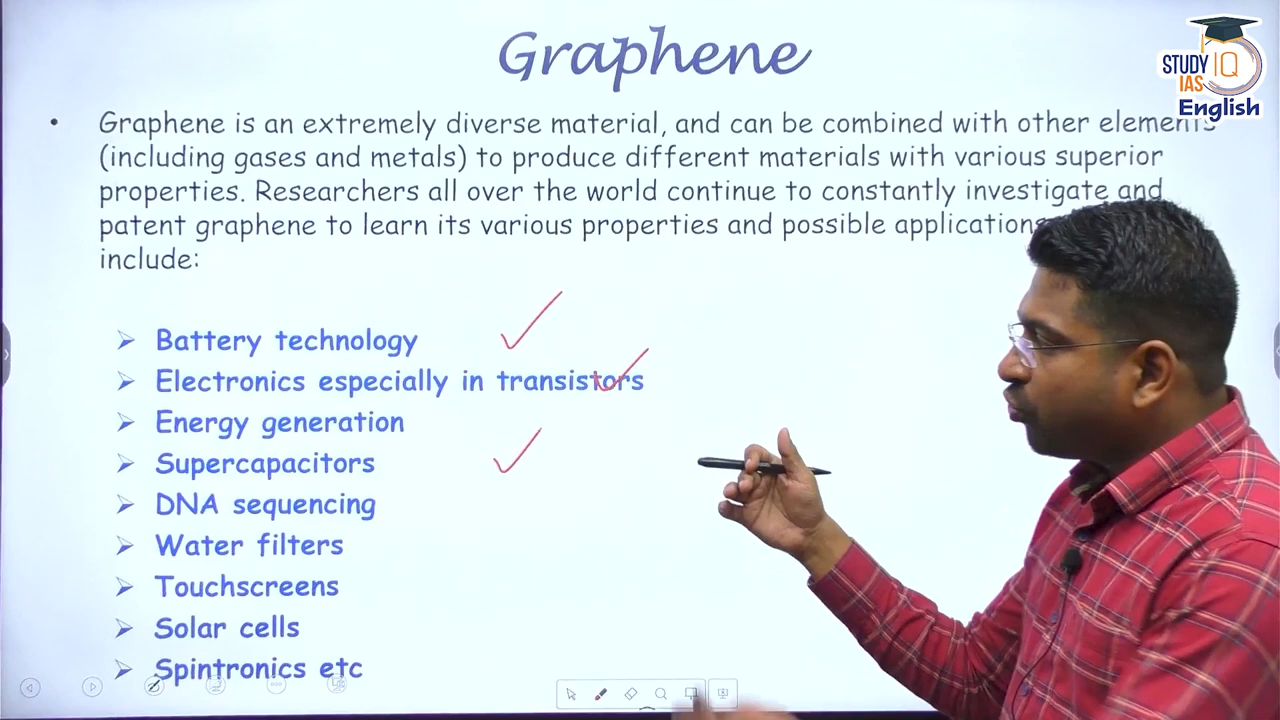 Graphene
STUDY IQ
IAS
English
• Graphene is an extremely diverse material, and can be combined with other elements
(including gases and metals) to produce different materials with various superior
properties. Researchers all over the world continue to constantly investigate and
patent graphene to learn its various properties and possible applications
include:
➢ Battery technology
➢ Electronics especially in transistors
➢ Energy generation
➢ Supercapacitors
➢ DNA sequencing
➢ Water filters
➢ Touchscreens
➢ Solar cells
➢ Spintronics etc